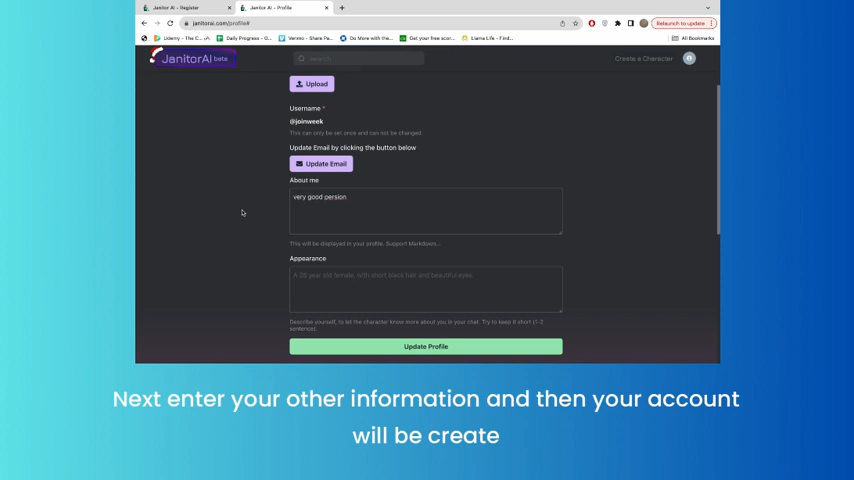 Janitor AI - Register
Janitor AI - Profile
janitorai.com/profile#
Relaunch to update
Udemy - The C...
Daily Progress - G...
Venmo - Share Pa...
Do More with the...
Get your free scor...
Llama Life - Find...
All Bookmarks
JanitorAI beta
Search
Create a Character
Upload
Username *
@joinweek
This can only be set once and can not be changed
Update Email by clicking the button below
Update Email
About me
very good persion
This will be displayed in your profile. Support Markdown...
Appearance
A 28 year old female, with short black hair and beautiful eyes
Describe yourself, to let the character know more about you in your chat. Try to keep it short (1-2
sentence).
Update Profile
Next enter your other information and then your account
will be create